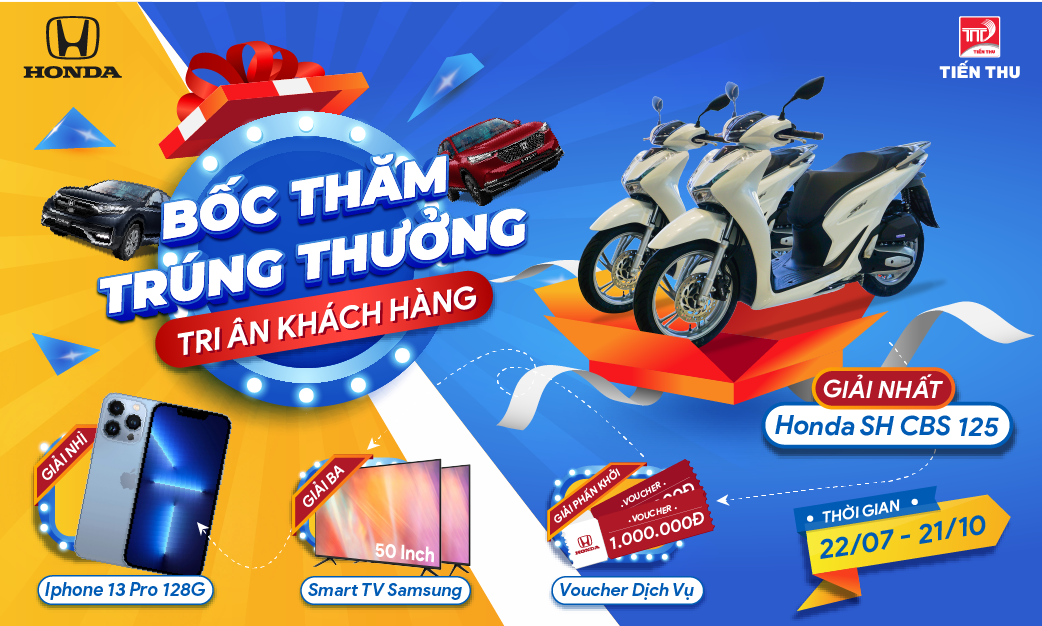 HONDA
TIẾN THU
TIẾN THU
BỐC THĂM
TRÚNG THƯỞNG
TRI ÂN KHÁCH HÀNG
GIẢI NHẤT
Honda SH CBS 125
GIẢI NHÌ
Iphone 13 Pro 128G
GIẢI BA
50 Inch
Smart TV Samsung
GIẢI PHẤN KHỞI
VOUCHER
VOUCHER
1.000.000Đ
HONDA
Voucher Dịch Vụ
THỜI GIAN
22/07 - 21/10